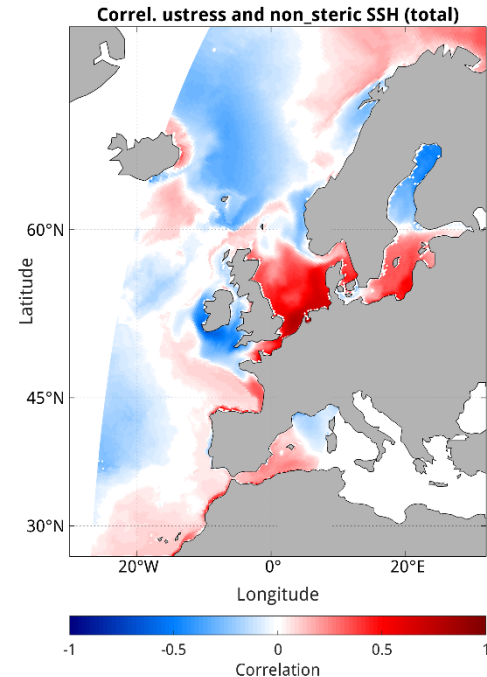 Correl. ustress and non_steric SSH (total)
60°N
45°N
30°N
Latitude
20°W
0°
20°E
Longitude
-1
-0.5
0
0.5
1
Correlation